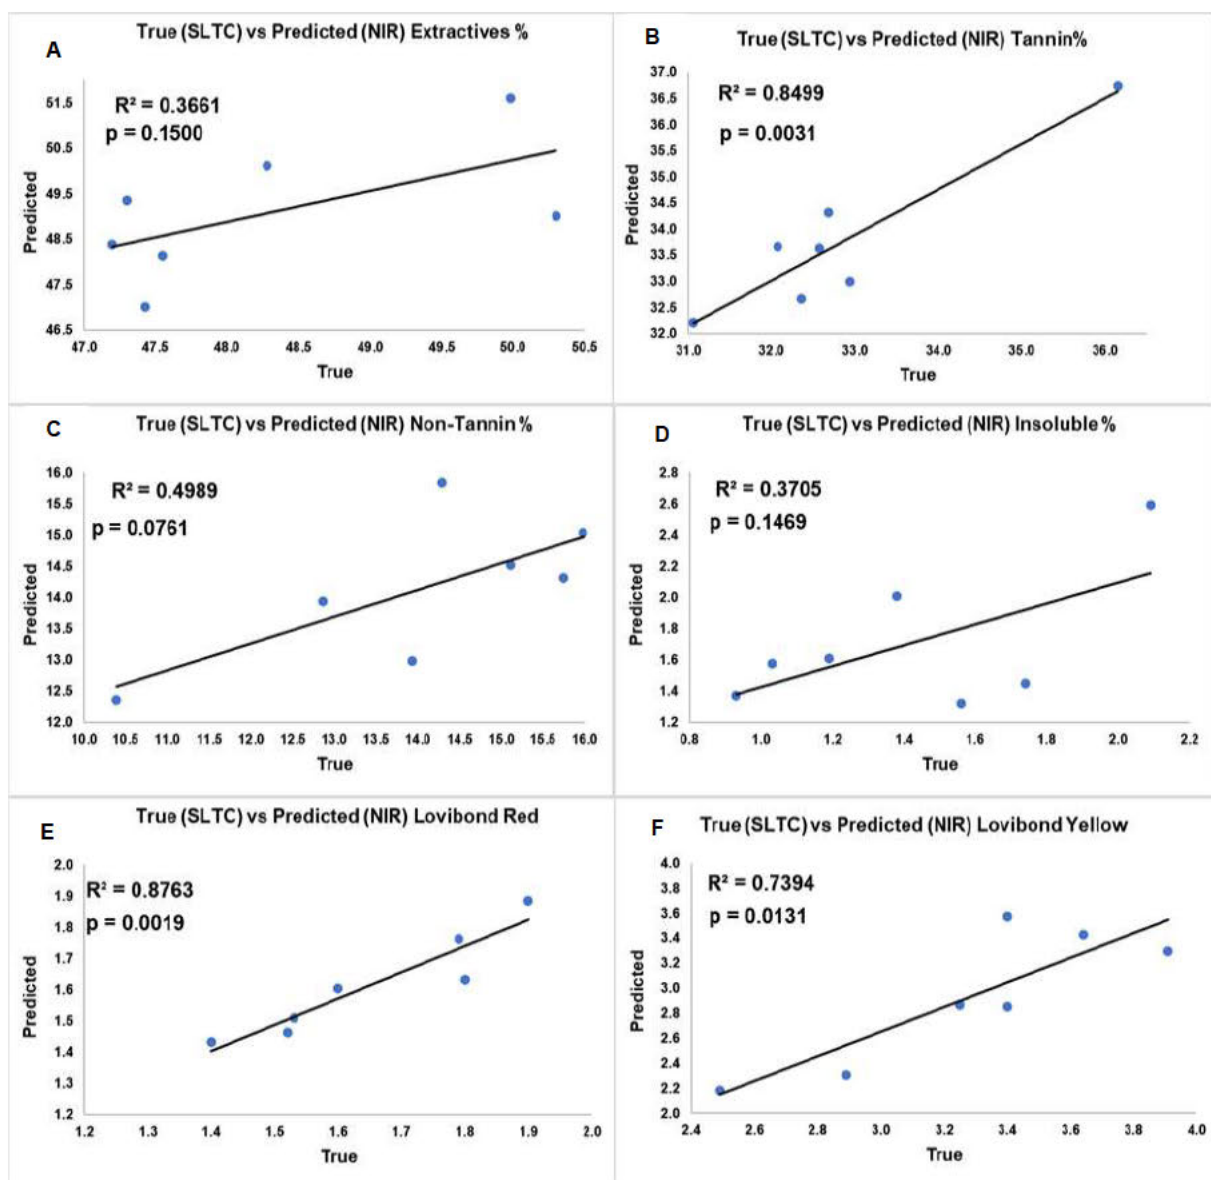 A
True (SLTC) vs Predicted (NIR) Extractives %
R² = 0.3661
p = 0.1500
Predicted
51.5
50.5
49.5
48.5
47.5
46.5
47.0 47.5 48.0 48.5 49.0 49.5 50.0 50.5
True
B
True (SLTC) vs Predicted (NIR) Tannin%
R² = 0.8499
p = 0.0031
Predicted
37.0
36.5
36.0
35.5
35.0
34.5
34.0
33.5
33.0
32.5
32.0
31.0 32.0 33.0 34.0 35.0 36.0
True
C
True (SLTC) vs Predicted (NIR) Non-Tannin %
R² = 0.4989
p = 0.0761
Predicted
16.0
15.5
15.0
14.5
14.0
13.5
13.0
12.5
12.0
10.0 10.5 11.0 11.5 12.0 12.5 13.0 13.5 14.0 14.5 15.0 15.5 16.0
True
D
True (SLTC) vs Predicted (NIR) Insoluble %
R² = 0.3705
p = 0.1469
Predicted
2.8
2.6
2.4
2.2
2.0
1.8
1.6
1.4
1.2
0.8 1.0 1.2 1.4 1.6 1.8 2.0 2.2
True
E
True (SLTC) vs Predicted (NIR) Lovibond Red
R² = 0.8763
p = 0.0019
Predicted
2.0
1.9
1.8
1.7
1.6
1.5
1.4
1.3
1.2
1.2 1.3 1.4 1.5 1.6 1.7 1.8 1.9 2.0
True
F
True (SLTC) vs Predicted (NIR) Lovibond Yellow
R² = 0.7394
p = 0.0131
Predicted
4.0
3.8
3.6
3.4
3.2
3.0
2.8
2.6
2.4
2.2
2.0
2.4 2.6 2.8 3.0 3.2 3.4 3.6 3.8 4.0
True